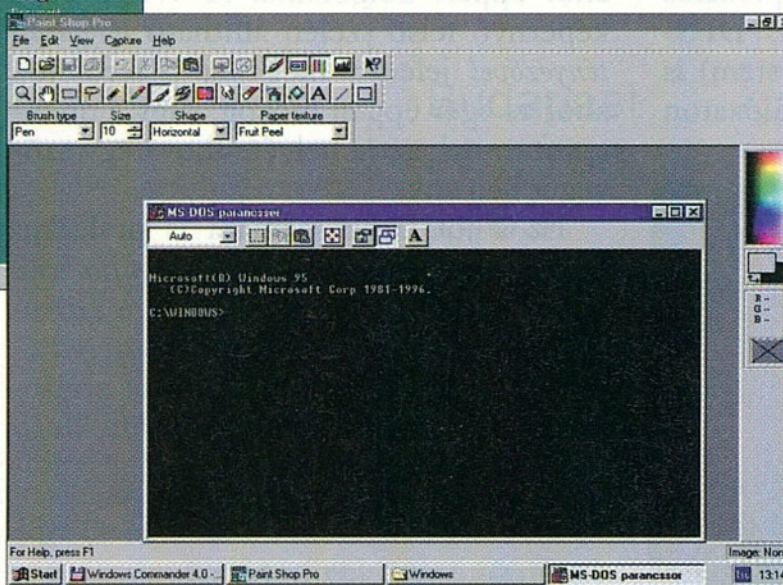 Paint Shop Pro
File Edit View Capture Help
Brush type Size Shape Paper texture
Pen 10 Horizontal Fruit Peel
MS-DOS parancssor
Auto
A
Microsoft(R) Windows 95
(C)Copyright Microsoft Corp 1981-1996.
C:\WINDOWS>
R -
G -
B -
For Help, press F1
Start Windows Commander 4.0 - Paint Shop Pro Windows MS-DOS parancssor